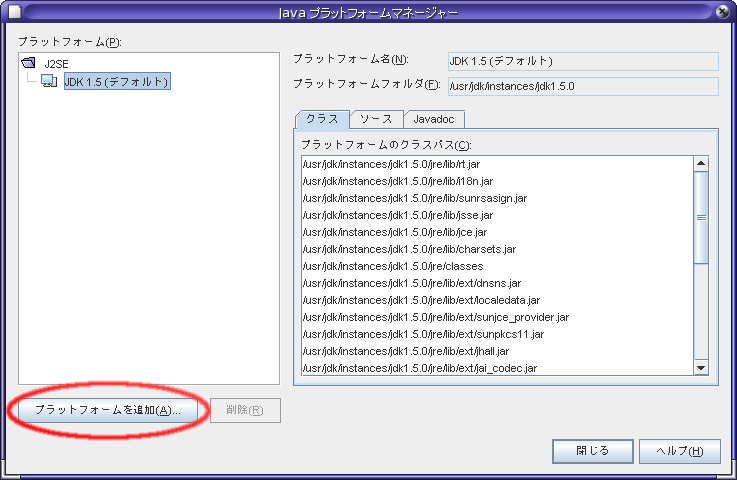 Java プラットフォームマネージャー
プラットフォーム(P):
J2SE
JDK 1.5 (デフォルト)
プラットフォームを追加(A)...
削除(R)
プラットフォーム名(N):
JDK 1.5 (デフォルト)
プラットフォームフォルダ(F):
/usr/jdk/instances/jdk1.5.0
クラス
ソース
Javadoc
プラットフォームのクラスパス(C):
/usr/jdk/instances/jdk1.5.0/jre/lib/rt.jar
/usr/jdk/instances/jdk1.5.0/jre/lib/i18n.jar
/usr/jdk/instances/jdk1.5.0/jre/lib/sunrsasign.jar
/usr/jdk/instances/jdk1.5.0/jre/lib/jsse.jar
/usr/jdk/instances/jdk1.5.0/jre/lib/jce.jar
/usr/jdk/instances/jdk1.5.0/jre/lib/charsets.jar
/usr/jdk/instances/jdk1.5.0/jre/classes
/usr/jdk/instances/jdk1.5.0/jre/lib/ext/dnsns.jar
/usr/jdk/instances/jdk1.5.0/jre/lib/ext/localedata.jar
/usr/jdk/instances/jdk1.5.0/jre/lib/ext/sunjce_provider.jar
/usr/jdk/instances/jdk1.5.0/jre/lib/ext/sunpkcs11.jar
/usr/jdk/instances/jdk1.5.0/jre/lib/ext/jhall.jar
/usr/jdk/instances/jdk1.5.0/jre/lib/ext/jai_codec.jar
閉じる
ヘルプ(H)